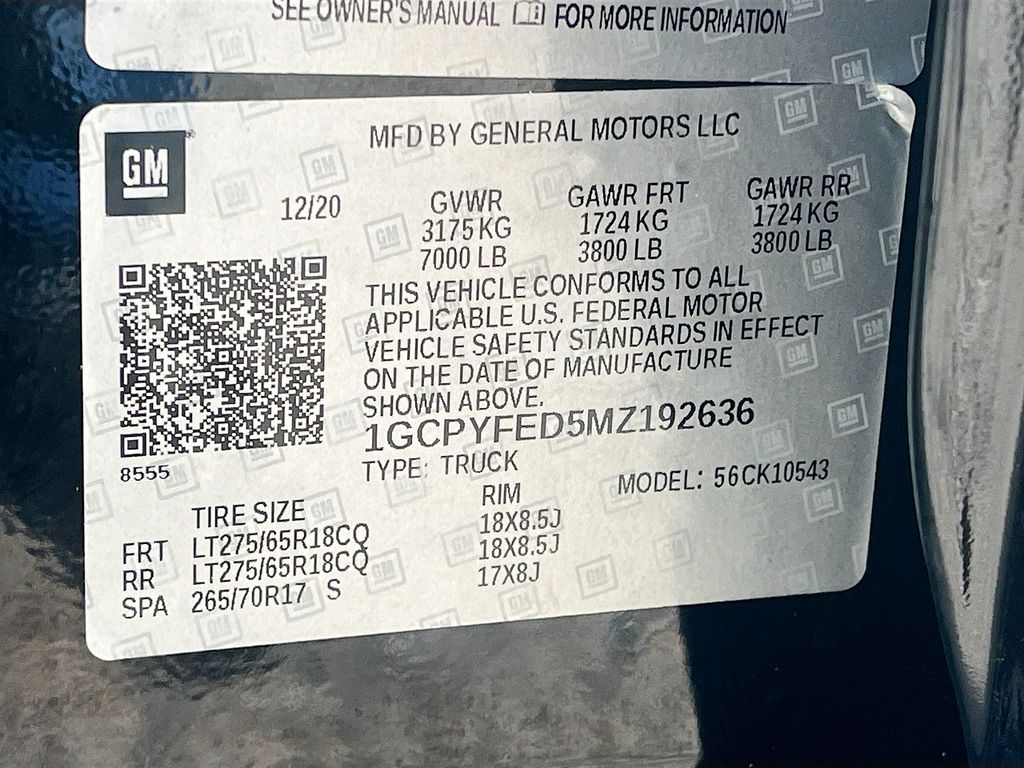 SEE OWNER'S MANUAL FOR MORE INFORMATION
GM
MFD BY GENERAL MOTORS LLC
12/20
GVWR GAWR FRT GAWR RR
3175 KG 1724 KG 1724 KG
7000 LB 3800 LB 3800 LB
THIS VEHICLE CONFORMS TO ALL
APPLICABLE U.S. FEDERAL MOTOR
VEHICLE SAFETY STANDARDS IN EFFECT
ON THE DATE OF MANUFACTURE
SHOWN ABOVE.
1GCPYFED5MZ192636
8555
TYPE: TRUCK MODEL: 56CK10543
TIRE SIZE RIM
FRT LT275/65R18CQ 18X8.5J
RR LT275/65R18CQ 18X8.5J
SPA 265/70R17 S 17X8J